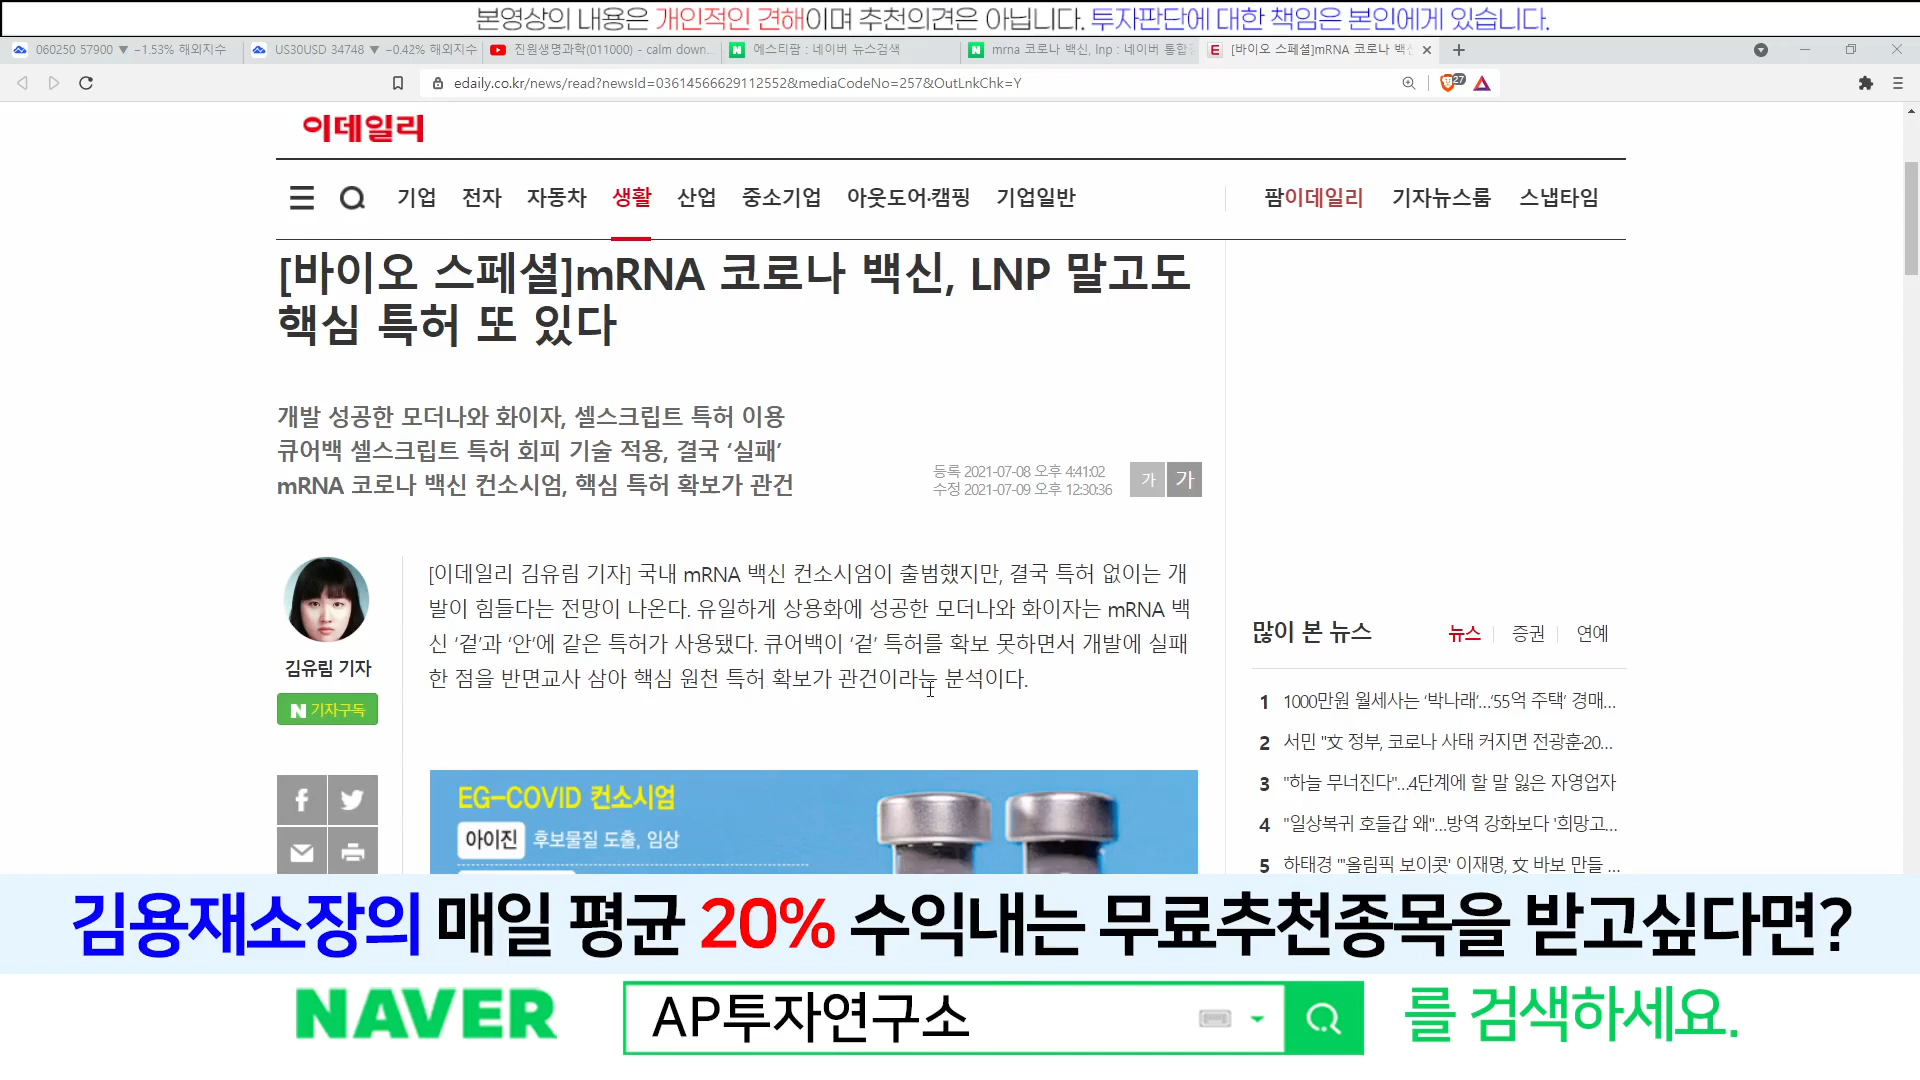 본영상의 내용은 개인적인 견해이며 추천의견은 아닙니다. 투자판단에 대한 책임은 본인에게 있습니다.
060250 57900 ▼ −1.53% 해외지수
US30USD 34748 ▼ −0.42% 해외지수
진원생명과학(011000) - calm down..
에스티팜 : 네이버 뉴스검색
mrna 코로나 백신, lnp : 네이버 통합검
[바이오 스페셜]mRNA 코로나 백신
edaily.co.kr/news/read?newsId=03614566629112552&mediaCodeNo=257&OutLnkChk=Y
27
이데일리
기업 전자 자동차 생활 산업 중소기업 아웃도어·캠핑 기업일반
팜이데일리 기자뉴스룸 스냅타임
[바이오 스페셜]mRNA 코로나 백신, LNP 말고도
핵심 특허 또 있다
개발 성공한 모더나와 화이자, 셀스크립트 특허 이용
큐어백 셀스크립트 특허 회피 기술 적용, 결국 ‘실패’
mRNA 코로나 백신 컨소시엄, 핵심 특허 확보가 관건
등록 2021-07-08 오후 4:41:02
수정 2021-07-09 오후 12:30:36
가 가
김유림 기자
N 기자구독
[이데일리 김유림 기자] 국내 mRNA 백신 컨소시엄이 출범했지만, 결국 특허 없이는 개
발이 힘들다는 전망이 나온다. 유일하게 상용화에 성공한 모더나와 화이자는 mRNA 백
신 ‘겉’과 ‘안’에 같은 특허가 사용됐다. 큐어백이 ‘겉’ 특허를 확보 못하면서 개발에 실패
한 점을 반면교사 삼아 핵심 원천 특허 확보가 관건이라는 분석이다.
EG−COVID 컨소시엄
아이진 후보물질 도출, 임상
많이 본 뉴스
뉴스 증권 연예
1 1000만원 월세사는 ‘박나래’...‘55억 주택’ 경매...
2 서민 "文 정부, 코로나 사태 커지면 전광훈·20...
3 "하늘 무너진다"...4단계에 할 말 잃은 자영업자
4 "일상복귀 호들갑 왜"...방역 강화보다 '희망고...
5 하태경 "'올림픽 보이콧' 이재명, 文 바보 만들 ...
김용재소장의 매일 평균 20% 수익내는 무료추천종목을 받고싶다면?
NAVER AP투자연구소 를 검색하세요.